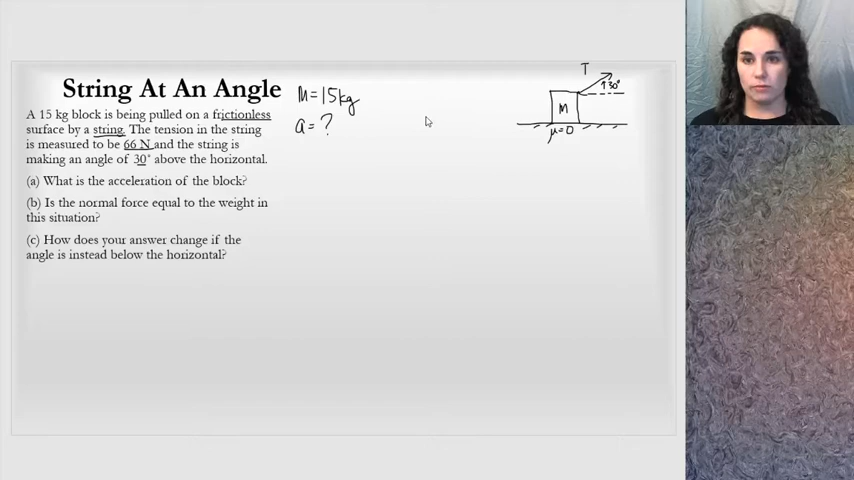 String At An Angle
A 15 kg block is being pulled on a frictionless
surface by a string. The tension in the string
is measured to be 66 N and the string is
making an angle of 30° above the horizontal.
(a) What is the acceleration of the block?
(b) Is the normal force equal to the weight in
this situation?
(c) How does your answer change if the
angle is instead below the horizontal?
M=15kg
a=?
T
30°
M
μ=0